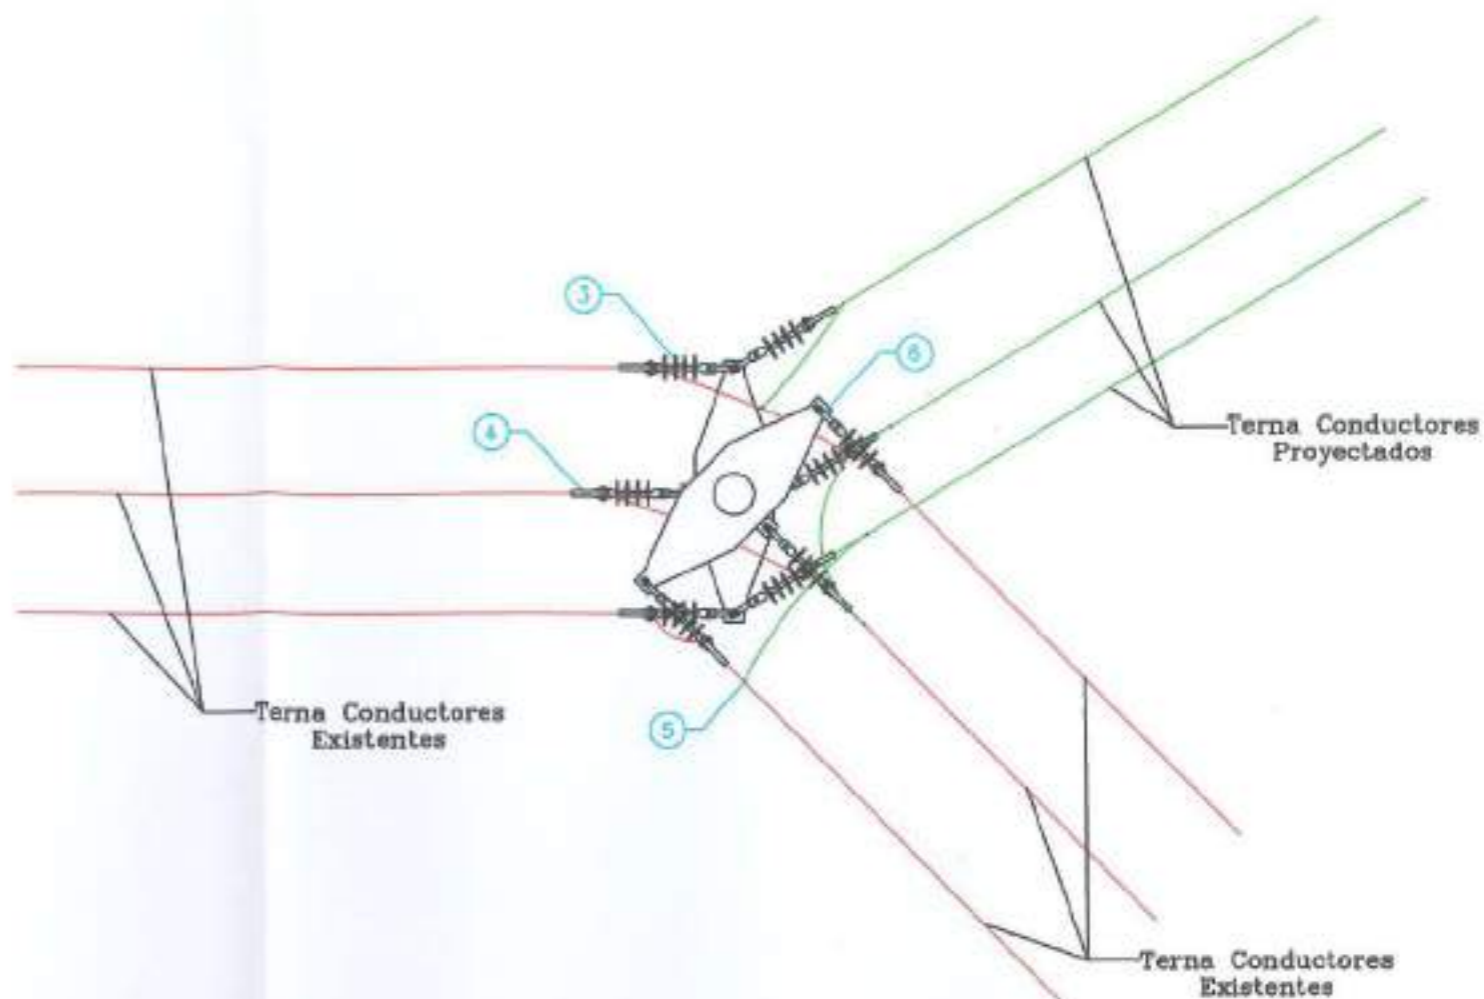 3
6
4
Terna Conductores
Proyectados
Terna Conductores
Existentes
5
Terna Conductores
Existentes